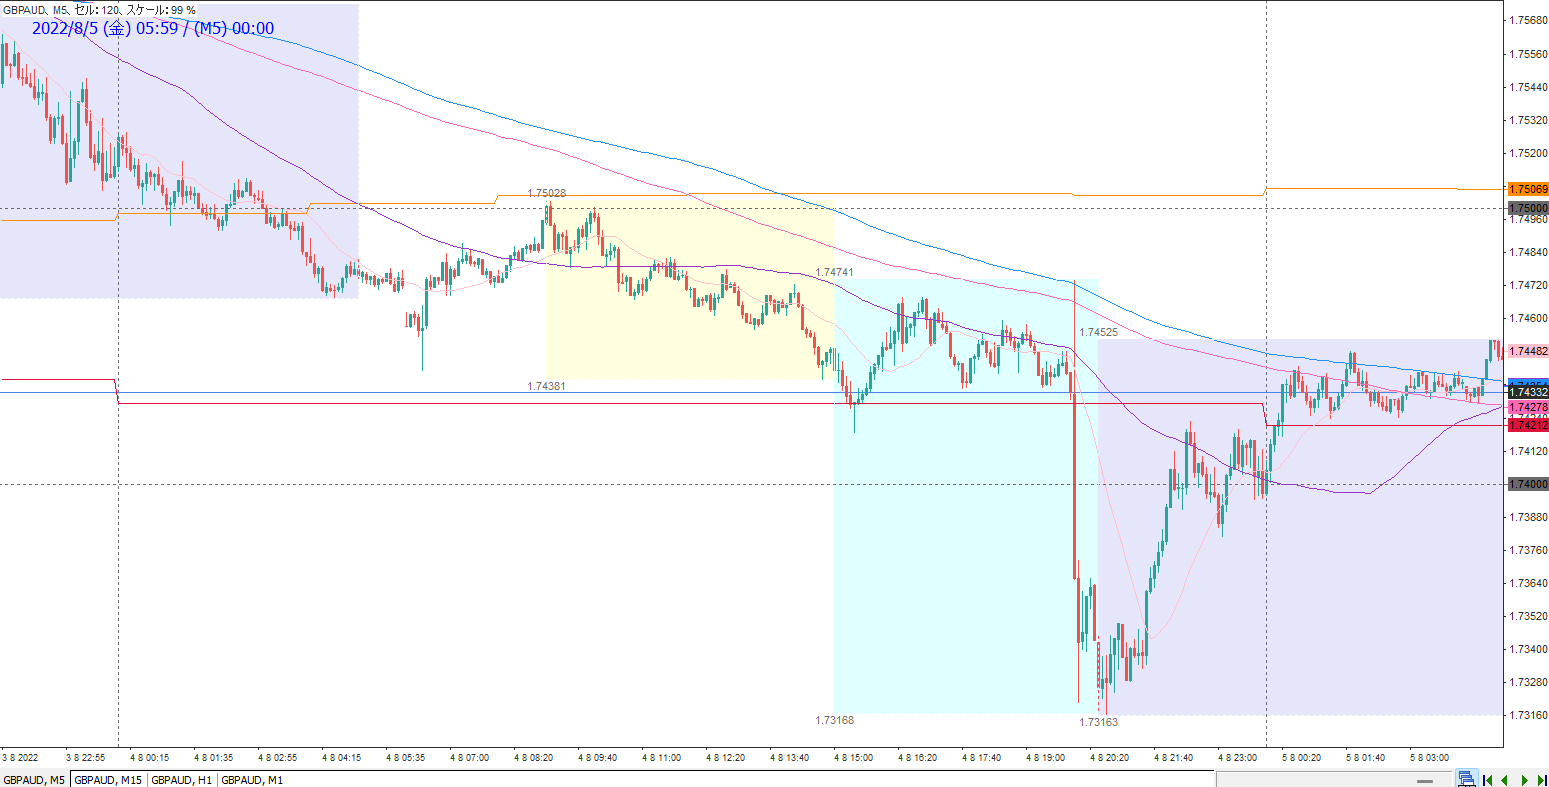 GBPAUD、M5、セル: 120、スケール: 99 %
2022/8/5 (金) 05:59 / (M5) 00:00
1.75680
1.75560
1.75440
1.75320
1.75200
1.75069
1.75000
1.74960
1.74840
1.74720
1.74600
1.74482
1.74332
1.74278
1.74212
1.74120
1.74000
1.73880
1.73760
1.73640
1.73520
1.73400
1.73280
1.73160
1.75028
1.74381
1.74741
1.73168
1.74525
1.73163
3 8 2022
3 8 22:55
4 8 00:15
4 8 01:35
4 8 02:55
4 8 04:15
4 8 05:35
4 8 07:00
4 8 08:20
4 8 09:40
4 8 11:00
4 8 12:20
4 8 13:40
4 8 15:00
4 8 16:20
4 8 17:40
4 8 19:00
4 8 20:20
4 8 21:40
4 8 23:00
5 8 00:20
5 8 01:40
5 8 03:00
GBPAUD, M5
GBPAUD, M15
GBPAUD, H1
GBPAUD, M1